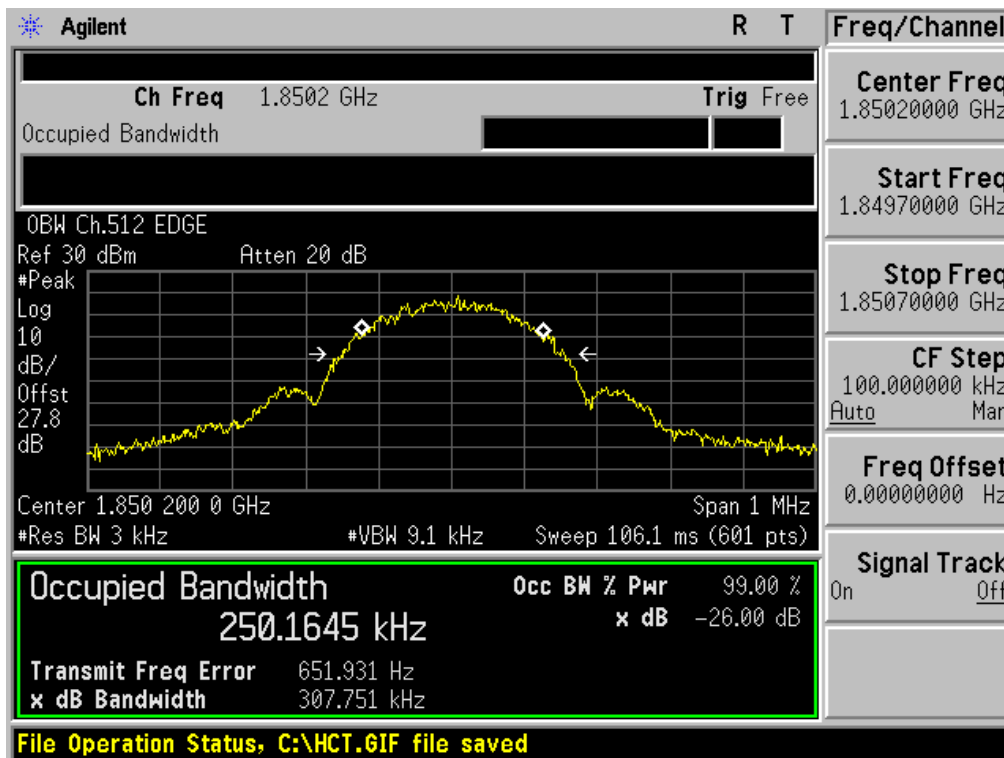 Agilent R T
Ch Freq 1.8502 GHz Trig Free
Occupied Bandwidth
OBW Ch.512 EDGE
Ref 30 dBm Atten 20 dB
#Peak
Log
10
dB/
Offst
27.8
dB
Center 1.850 200 0 GHz Span 1 MHz
#Res BW 3 kHz #VBW 9.1 kHz Sweep 106.1 ms (601 pts)
Occupied Bandwidth
250.1645 kHz
Occ BW % Pwr 99.00 %
x dB -26.00 dB
Transmit Freq Error 651.931 Hz
x dB Bandwidth 307.751 kHz
File Operation Status, C:\HCT.GIF file saved
Freq/Channel
Center Freq
1.85020000 GHz
Start Freq
1.84970000 GHz
Stop Freq
1.85070000 GHz
CF Step
100.000000 kHz
Auto Man
Freq Offset
0.00000000 Hz
Signal Track
On Off